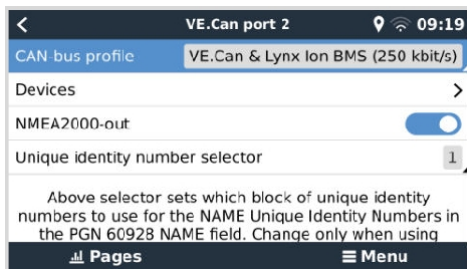 VE.Can port 2 09:19
CAN-bus profile VE.Can & Lynx Ion BMS (250 kbit/s)
Devices
NMEA2000-out
Unique identity number selector 1
Above selector sets which block of unique identity
numbers to use for the NAME Unique Identity Numbers in
the PGN 60928 NAME field. Change only when using
Pages Menu